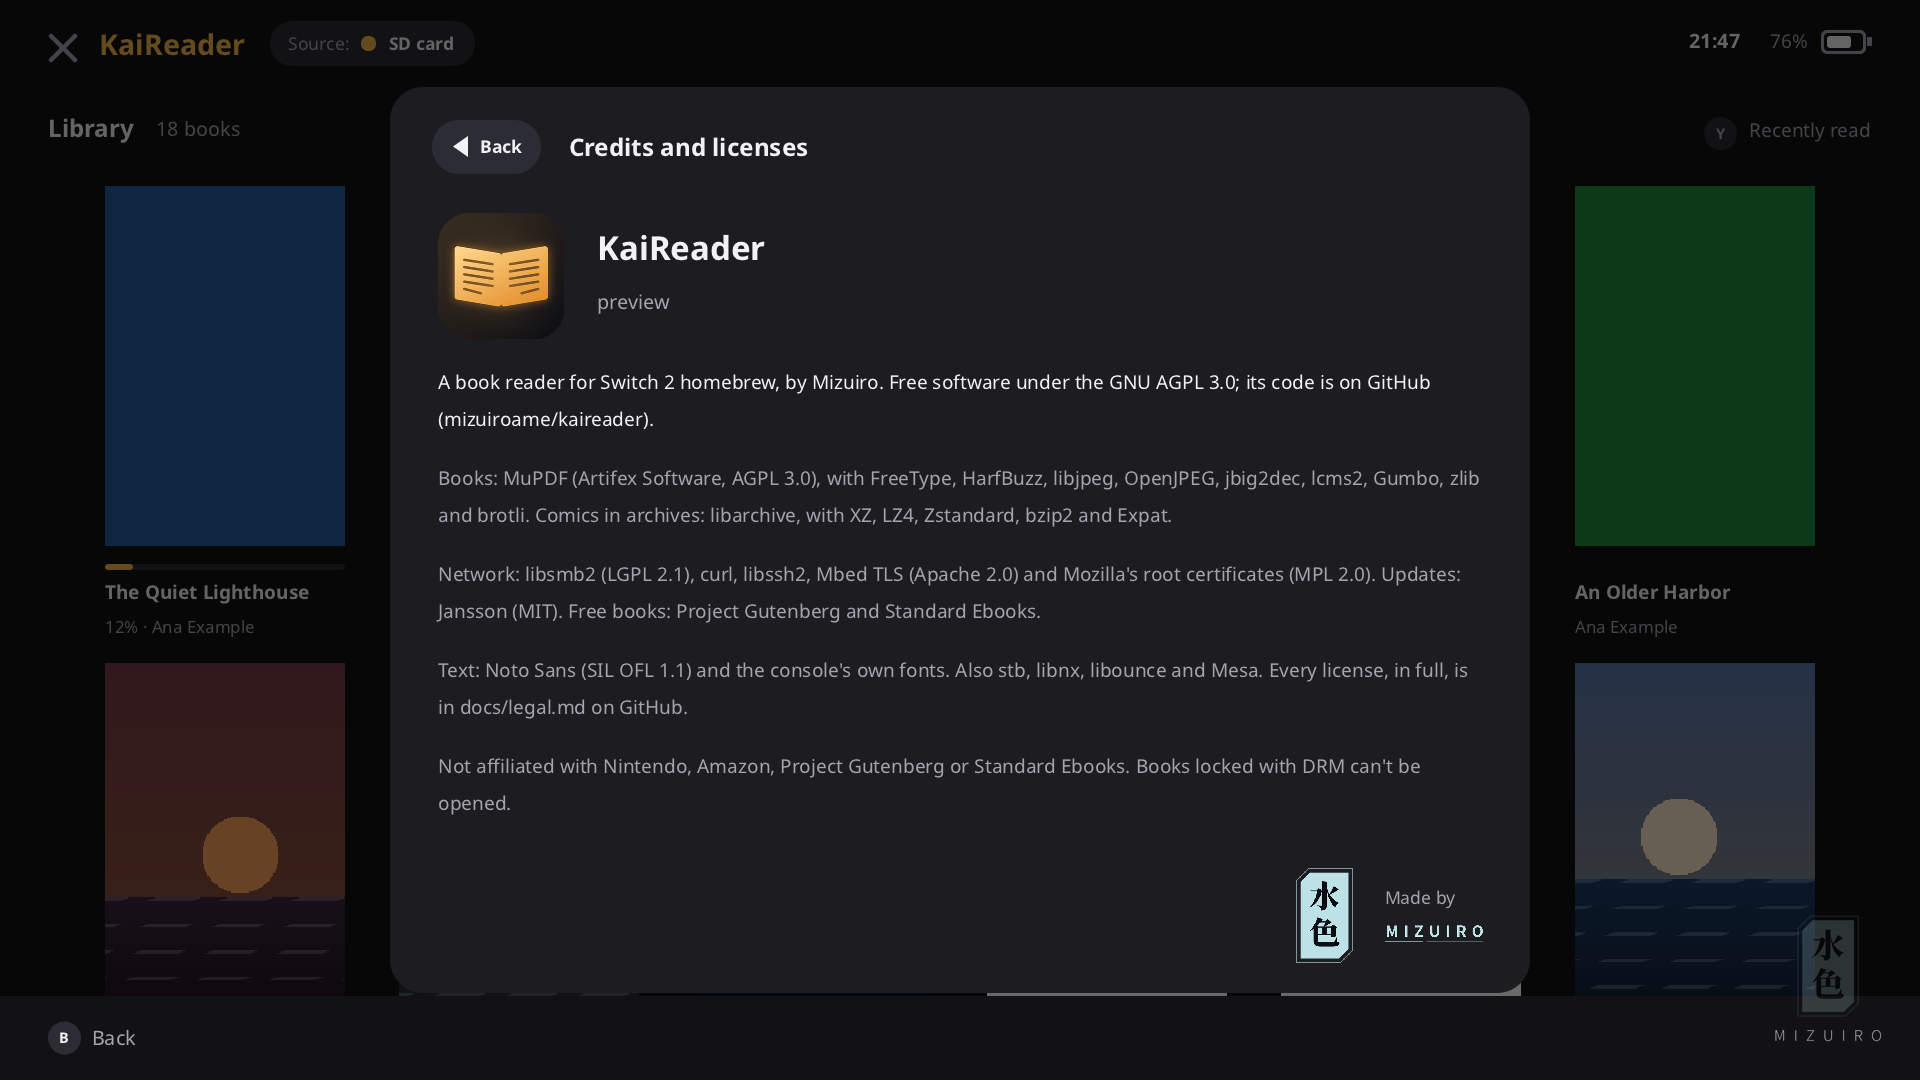 KaiReader
Source: SD card
21:47
76%
Library
18 books
Y
Recently read
Back
Credits and licenses
KaiReader
preview
A book reader for Switch 2 homebrew, by Mizuiro. Free software under the GNU AGPL 3.0; its code is on GitHub
(mizuiroame/kaireader).
Books: MuPDF (Artifex Software, AGPL 3.0), with FreeType, HarfBuzz, libjpeg, OpenJPEG, jbig2dec, lcms2, Gumbo, zlib
and brotli. Comics in archives: libarchive, with XZ, LZ4, Zstandard, bzip2 and Expat.
Network: libsmb2 (LGPL 2.1), curl, libssh2, Mbed TLS (Apache 2.0) and Mozilla's root certificates (MPL 2.0). Updates:
Jansson (MIT). Free books: Project Gutenberg and Standard Ebooks.
Text: Noto Sans (SIL OFL 1.1) and the console's own fonts. Also stb, libnx, libounce and Mesa. Every license, in full, is
in docs/legal.md on GitHub.
Not affiliated with Nintendo, Amazon, Project Gutenberg or Standard Ebooks. Books locked with DRM can't be
opened.
水色
Made by
MIZUIRO
The Quiet Lighthouse
12% · Ana Example
An Older Harbor
Ana Example
水色
MIZUIRO
B
Back